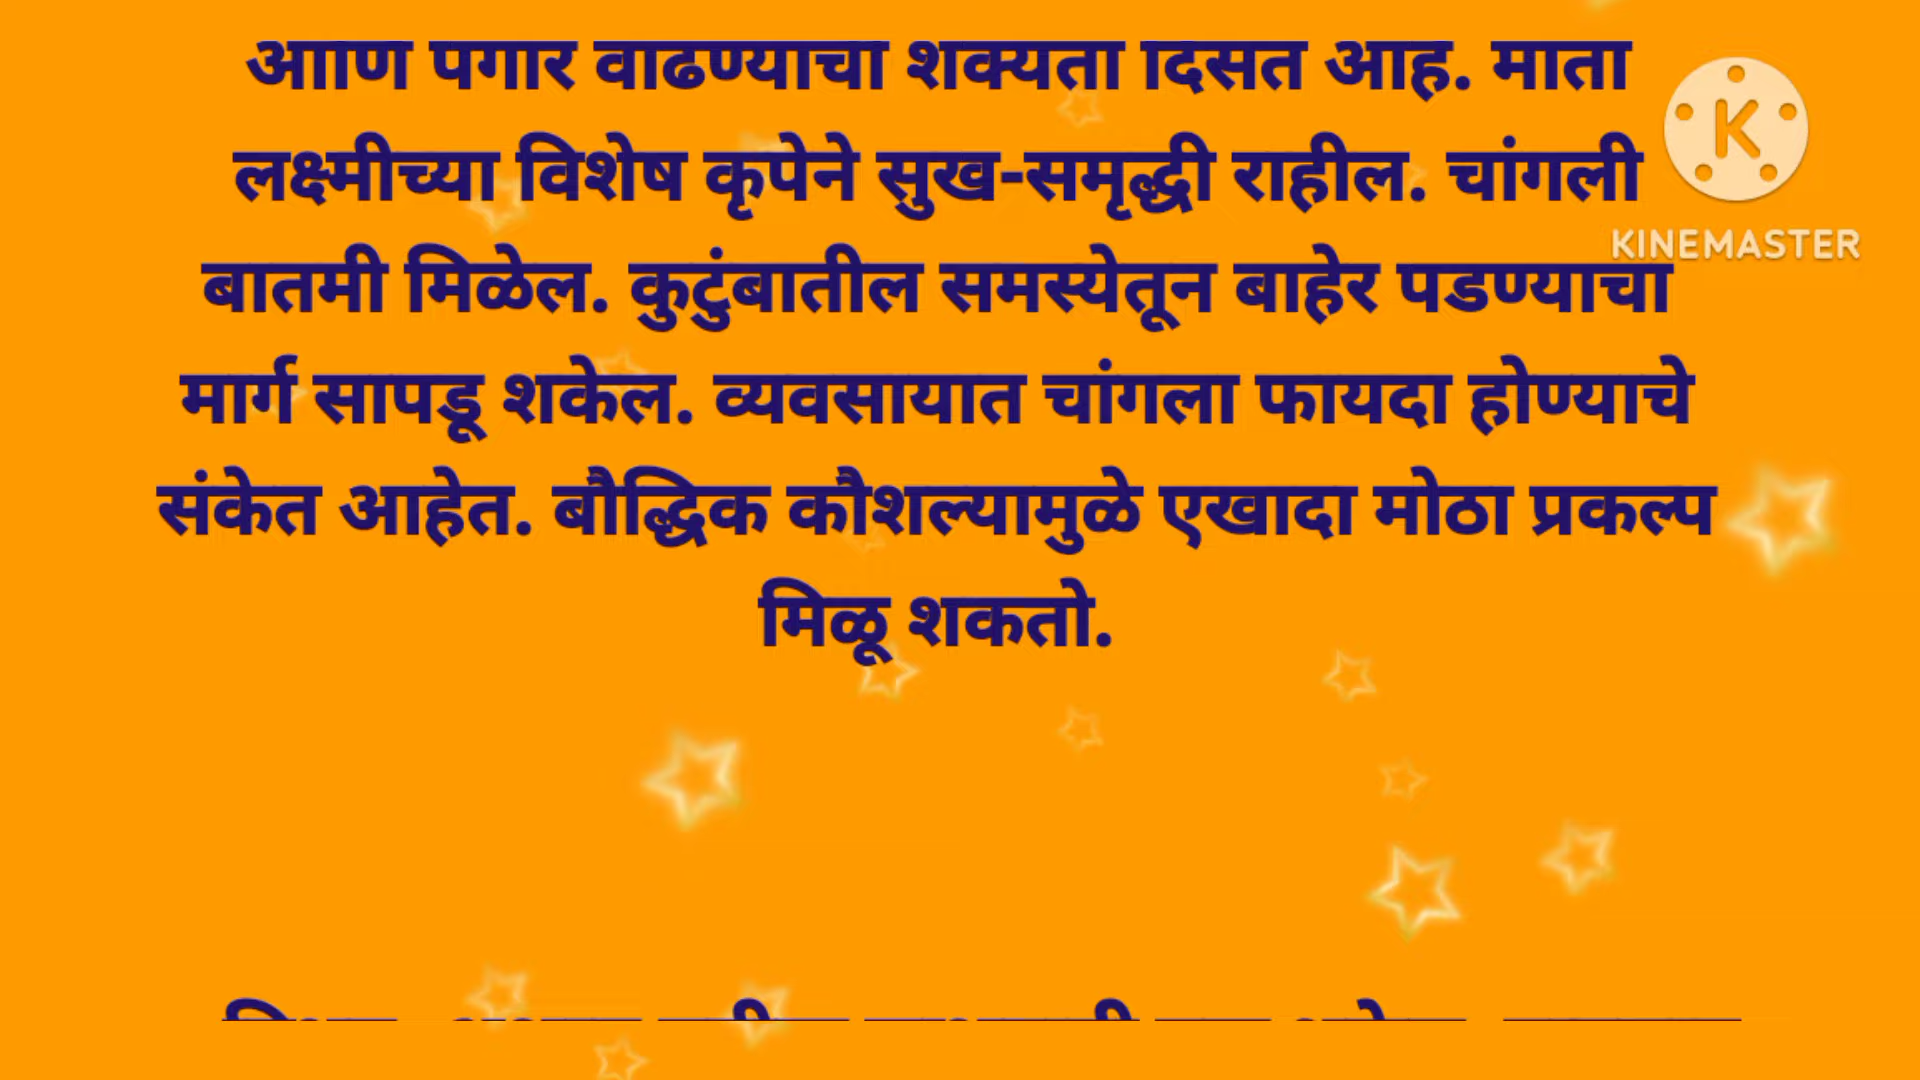 आणि पगार वाढण्याची शक्यता दिसत आहे. माता
लक्ष्मीच्या विशेष कृपेने सुख-समृद्धी राहील. चांगली
बातमी मिळेल. कुटुंबातील समस्येतून बाहेर पडण्याचा
मार्ग सापडू शकेल. व्यवसायात चांगला फायदा होण्याचे
संकेत आहेत. बौद्धिक कौशल्यामुळे एखादा मोठा प्रकल्प
मिळू शकतो.
K
KINEMASTER